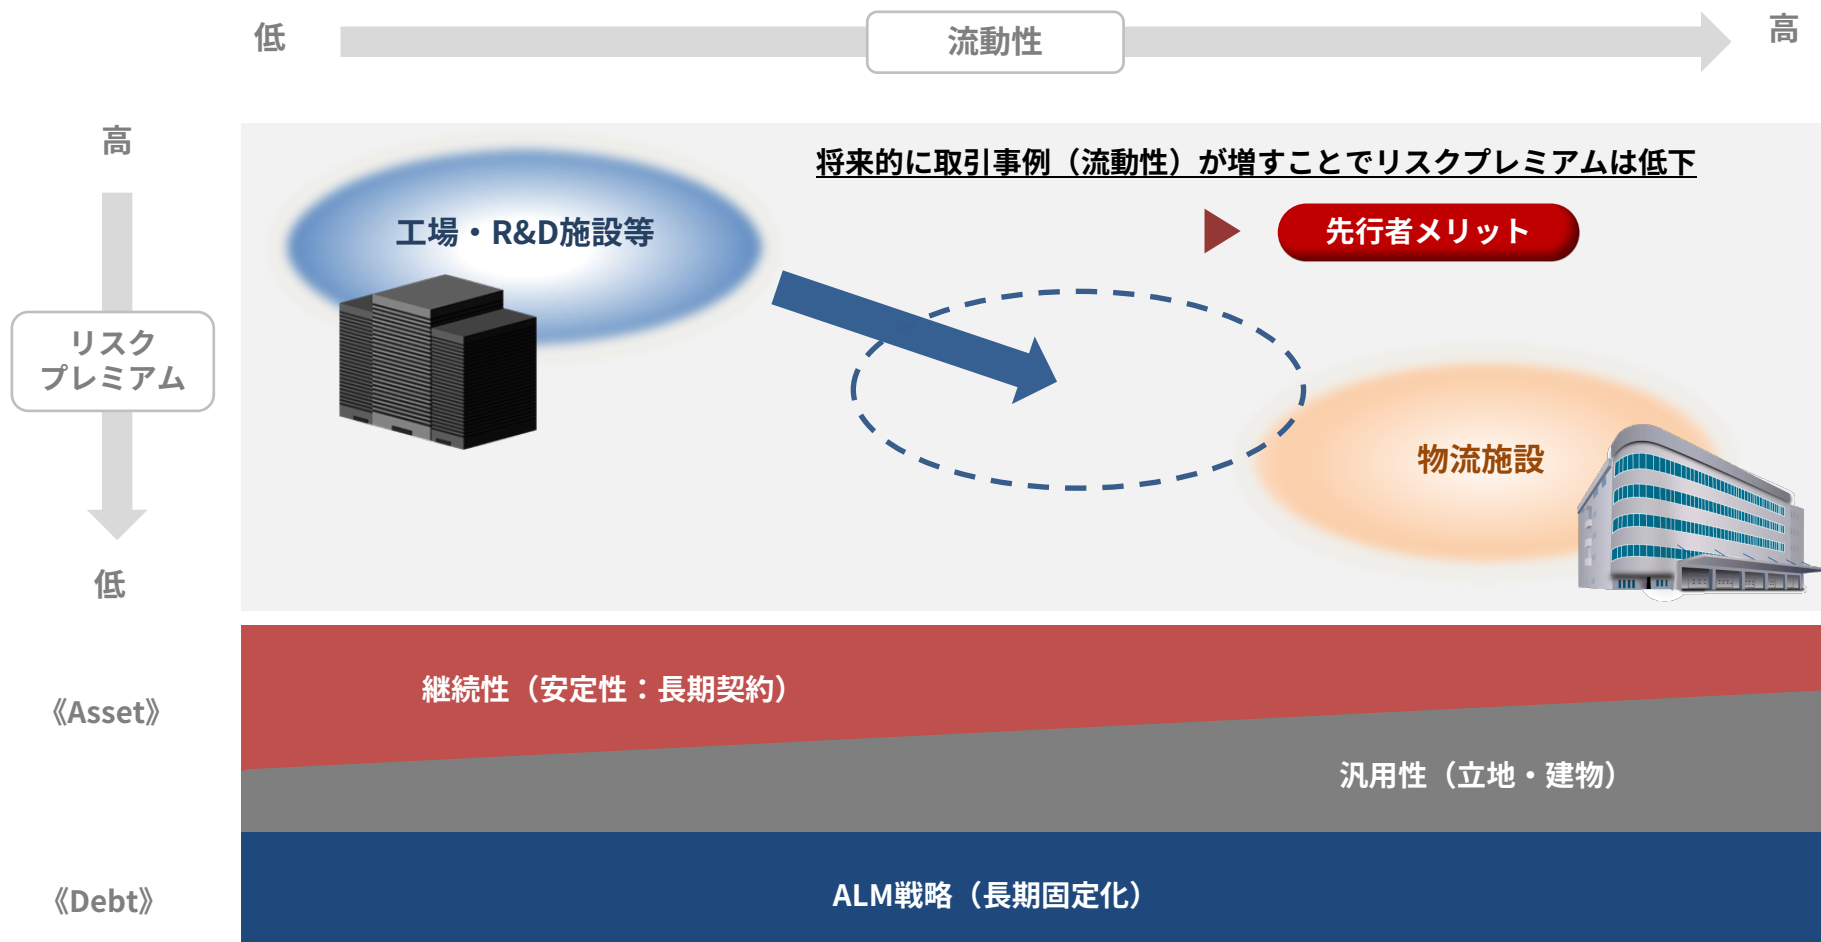 低
流動性
高
高
リスク
プレミアム
低
将来的に取引事例（流動性）が増すことでリスクプレミアムは低下
先行者メリット
工場・R&D施設等
物流施設
《Asset》
継続性（安定性：長期契約）
汎用性（立地・建物）
《Debt》
ALM戦略（長期固定化）